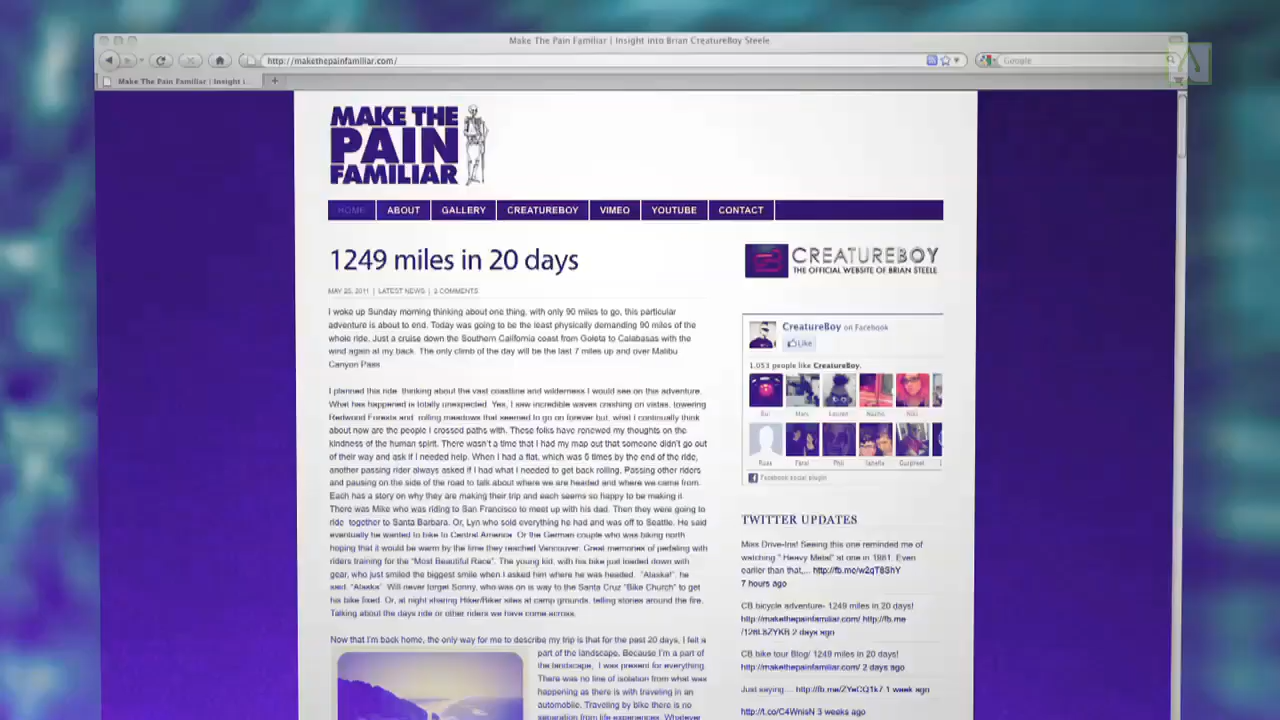 Make The Pain Familiar | Insight into Brian CreatureBoy Steele
http://makethepainfamiliar.com/
Google
Make The Pain Familiar | Insight i...
MAKE THE
PAIN
FAMILIAR
HOME
ABOUT
GALLERY
CREATUREBOY
VIMEO
YOUTUBE
CONTACT
1249 miles in 20 days
MAY 25, 2011 | LATEST NEWS | 3 COMMENTS
I woke up Sunday morning thinking about one thing, with only 90 miles to go, this particular
adventure is about to end. Today was going to be the least physically demanding 90 miles of the
whole ride. Just a cruise down the Southern California coast from Goleta to Calabasas with the
wind again at my back. The only climb of the day will be the last 7 miles up and over Malibu
Canyon Pass
I planned this ride thinking about the vast coastline and wilderness I would see on this adventure.
What has happened is totally unexpected. Yes, I saw incredible waves crashing on vistas, towering
Redwood Forests and rolling meadows that seemed to go on forever but, what I continually think
about now are the people I crossed paths with. These folks have renewed my thoughts on the
kindness of the human spirit. There wasn't a time that I had my map out that someone didn't go out
of their way and ask if I needed help. When I had a flat, which was 6 times by the end of the ride,
another passing rider always asked if I had what I needed to get back rolling. Passing other riders
and pausing on the side of the road to talk about where we are headed and where we came from.
Each has a story on why they are making their trip and each seems so happy to be making it.
There was Mike who was riding to San Francisco to meet up with his dad. Then they were going to
ride together to Santa Barbara. Or, Lyn who sold everything he had and was off to Seattle. He said
eventually he wanted to bike to Central America. Or the German couple who was biking north
hoping that it would be warm by the time they reached Vancouver. Great memories of pedaling with
riders training for the "Most Beautiful Race". The young kid, with his bike just loaded down with
gear, who just smiled the biggest smile when I asked him where he was headed. "Alaska!", he
said. "Alaska". Will never forget Sonny, who was on is way to the Santa Cruz "Bike Church" to get
his bike fixed. Or, at night sharing Hiker/Biker sites at camp grounds, telling stories around the fire.
Talking about the days ride or other riders we have come across.
Now that I'm back home, the only way for me to describe my trip is that for the past 20 days, I felt a
part of the landscape. Because I'm a part of
the landscape, I was present for everything.
There was no line of isolation from what was
happening as there is with traveling in an
automobile. Traveling by bike there is no
separation from life experiences. Whatever
CREATUREBOY
THE OFFICIAL WEBSITE OF BRIAN STEELE
CreatureBoy on Facebook
Like
1,053 people like CreatureBoy.
Facebook social plugin
TWITTER UPDATES
Miss Drive-Ins! Seeing this one reminded me of
watching " Heavy Metal" at one in 1981. Even
earlier than that,... http://fb.me/w2qT8ShY
7 hours ago
CB bicycle adventure- 1249 miles in 20 days!
http://makethepainfamiliar.com/ http://fb.me
2 days ago
CB bike tour Blog/ 1249 miles in 20 days!
http://makethepainfamiliar.com/ 2 days ago
Just saying.... 1 week ago
http://t.co/C4WnisN 3 weeks ago